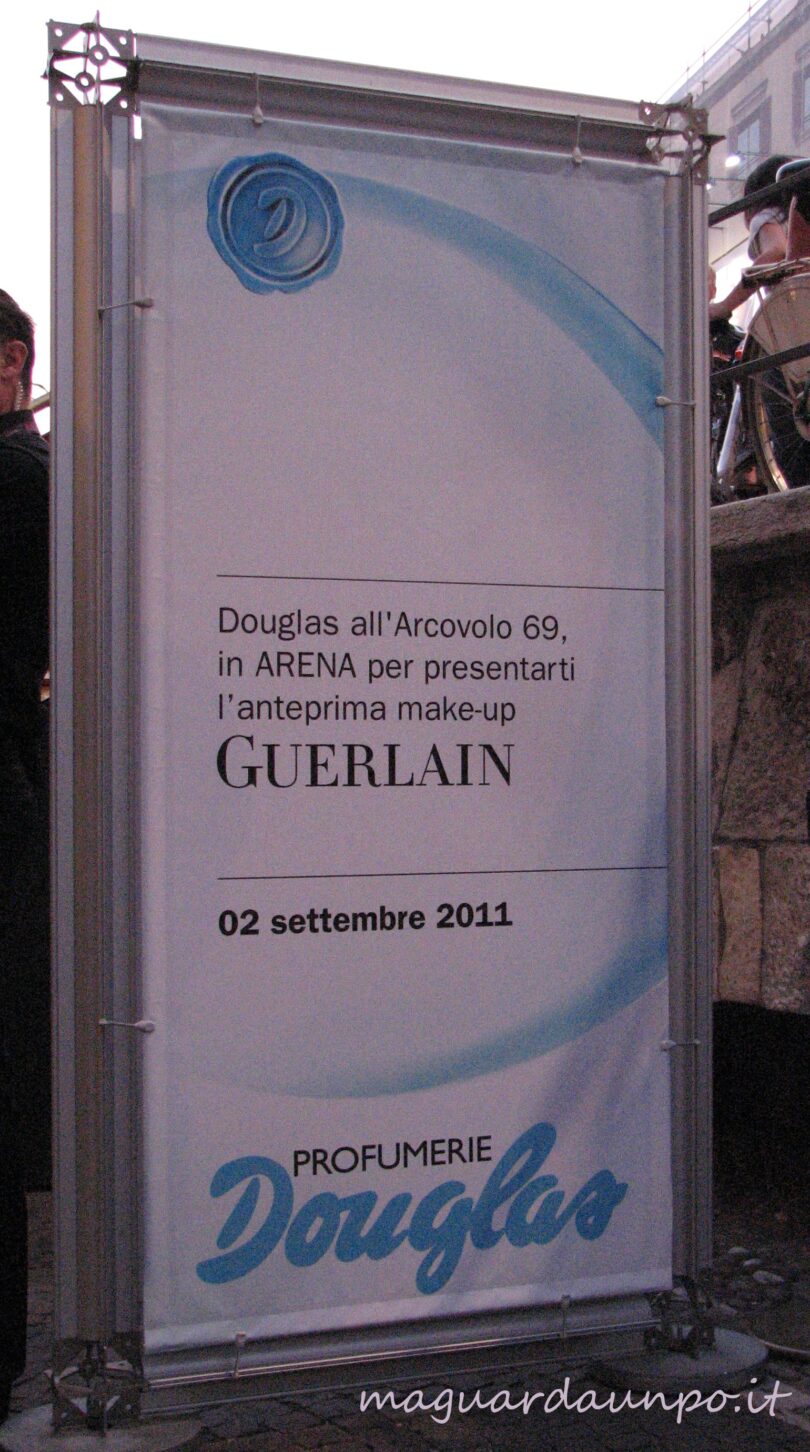 D
Douglas all'Arcovolo 69,
in ARENA per presentarti
l'anteprima make-up
GUERLAIN
02 settembre 2011
PROFUMERIE
Douglas
maguardaunpo.it